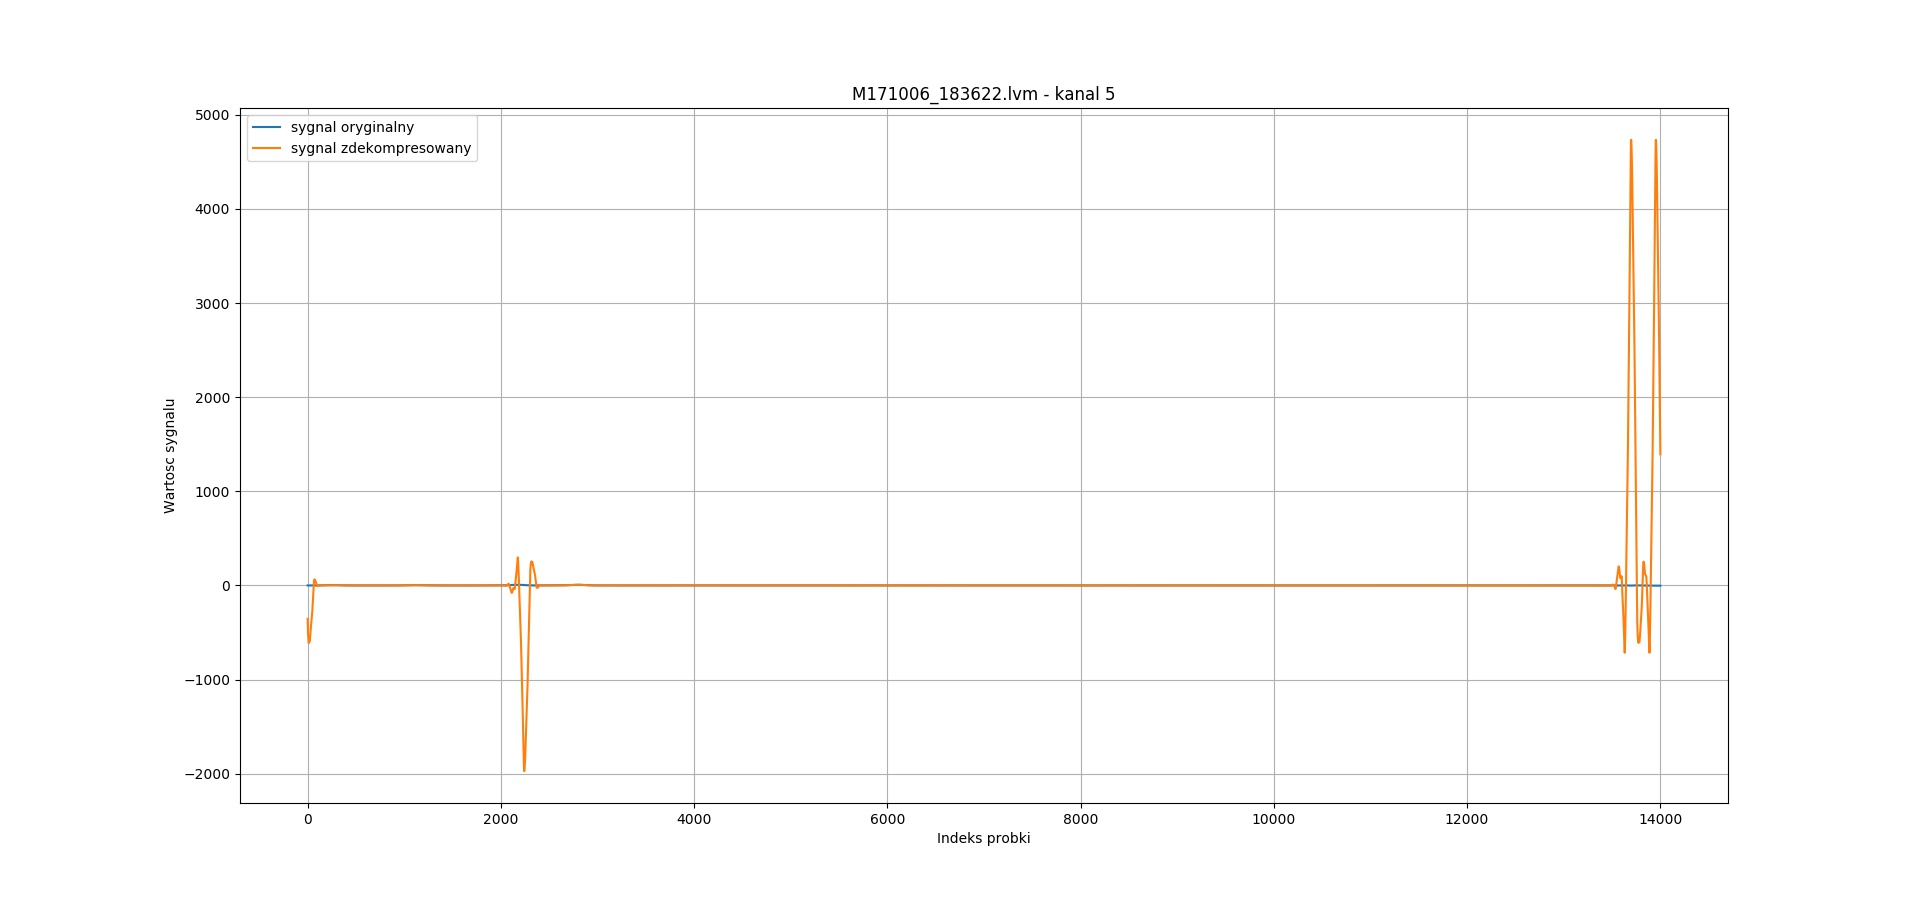 M171006_183622.lvm - kanal 5
sygnal oryginalny
sygnal zdekompresowany
5000
4000
3000
2000
1000
0
−1000
−2000
Wartosc sygnalu
0 2000 4000 6000 8000 10000 12000 14000
Indeks probki